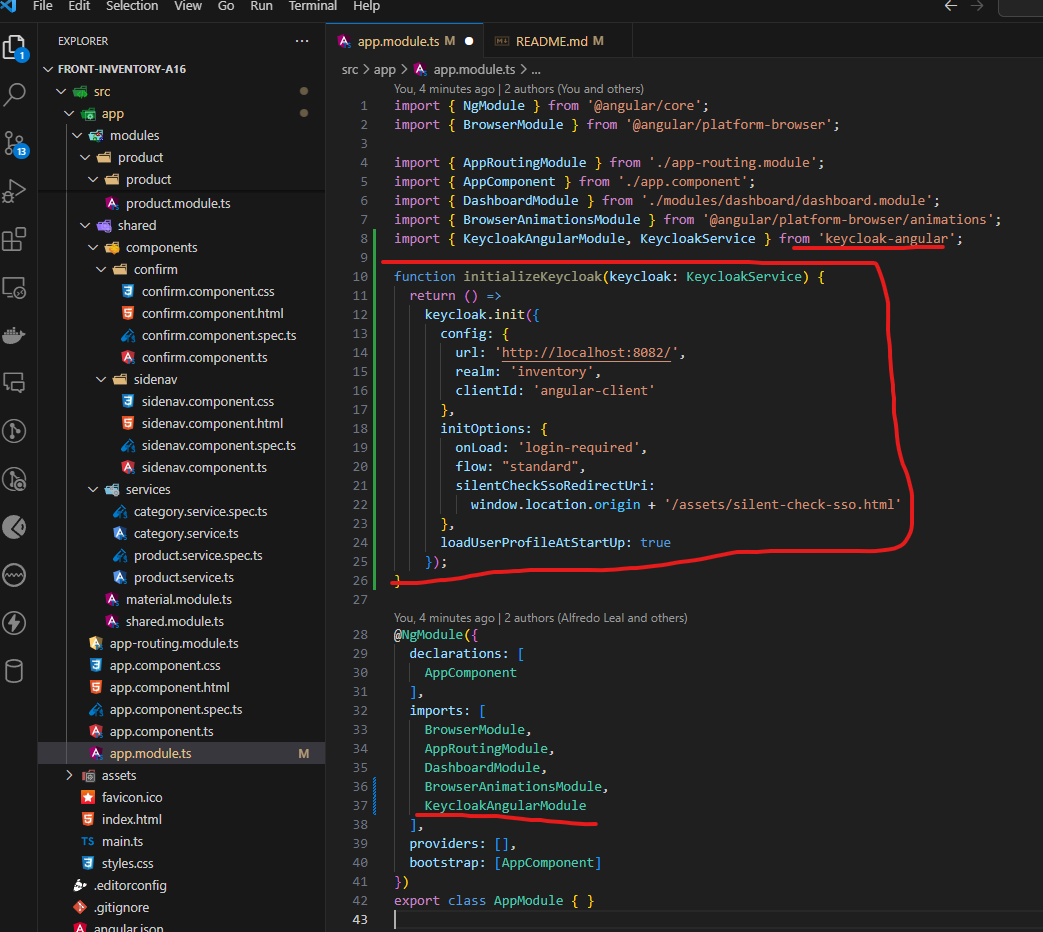 File Edit Selection View Go Run Terminal Help
EXPLORER
FRONT-INVENTORY-A16
src
app
modules
product
product
product.module.ts
shared
components
confirm
confirm.component.css
confirm.component.html
confirm.component.spec.ts
confirm.component.ts
sidenav
sidenav.component.css
sidenav.component.html
sidenav.component.spec.ts
sidenav.component.ts
services
category.service.spec.ts
category.service.ts
product.service.spec.ts
product.service.ts
material.module.ts
shared.module.ts
app-routing.module.ts
app.component.css
app.component.html
app.component.spec.ts
app.component.ts
app.module.ts M
assets
favicon.ico
index.html
TS main.ts
styles.css
.editorconfig
.gitignore
angular.json
1
13
app.module.ts M README.md M
src > app > app.module.ts > ...
You, 4 minutes ago | 2 authors (You and others)
1 import { NgModule } from '@angular/core';
2 import { BrowserModule } from '@angular/platform-browser';
3
4 import { AppRoutingModule } from './app-routing.module';
5 import { AppComponent } from './app.component';
6 import { DashboardModule } from './modules/dashboard/dashboard.module';
7 import { BrowserAnimationsModule } from '@angular/platform-browser/animations';
8 import { KeycloakAngularModule, KeycloakService } from 'keycloak-angular';
9
10 function initializeKeycloak(keycloak: KeycloakService) {
11 return () =>
12 keycloak.init({
13 config: {
14 url: 'http://localhost:8082/',
15 realm: 'inventory',
16 clientId: 'angular-client'
17 },
18 initOptions: {
19 onLoad: 'login-required',
20 flow: "standard",
21 silentCheckSsoRedirectUri:
22 window.location.origin + '/assets/silent-check-sso.html'
23 },
24 loadUserProfileAtStartUp: true
25 });
26 }
27
You, 4 minutes ago | 2 authors (Alfredo Leal and others)
28 @NgModule({
29 declarations: [
30 AppComponent
31 ],
32 imports: [
33 BrowserModule,
34 AppRoutingModule,
35 DashboardModule,
36 BrowserAnimationsModule,
37 KeycloakAngularModule
38 ],
39 providers: [],
40 bootstrap: [AppComponent]
41 })
42 export class AppModule { }
43